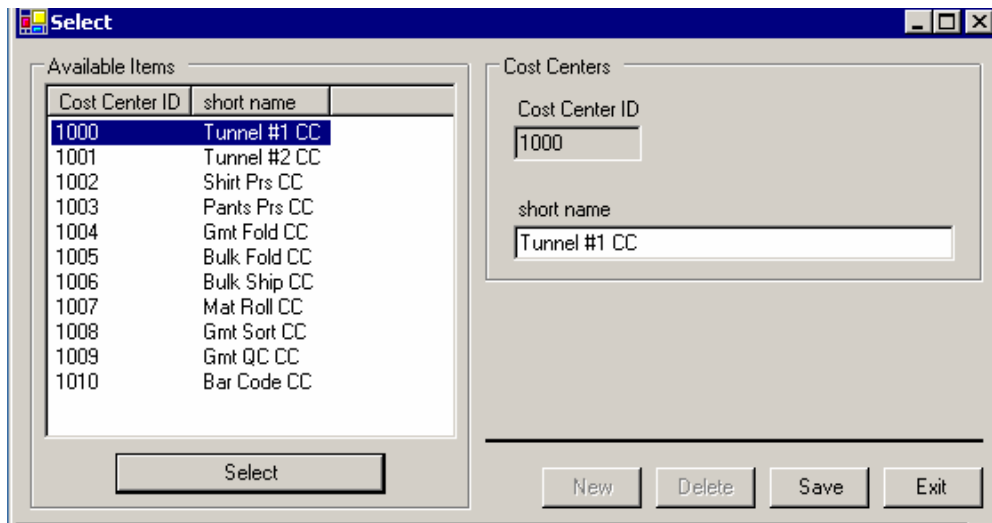 Select
Available Items
Cost Center ID short name
1000 Tunnel #1 CC
1001 Tunnel #2 CC
1002 Shirt Prs CC
1003 Pants Prs CC
1004 Gmt Fold CC
1005 Bulk Fold CC
1006 Bulk Ship CC
1007 Mat Roll CC
1008 Gmt Sort CC
1009 Gmt QC CC
1010 Bar Code CC
Select
Cost Centers
Cost Center ID
1000
short name
Tunnel #1 CC
New Delete Save Exit